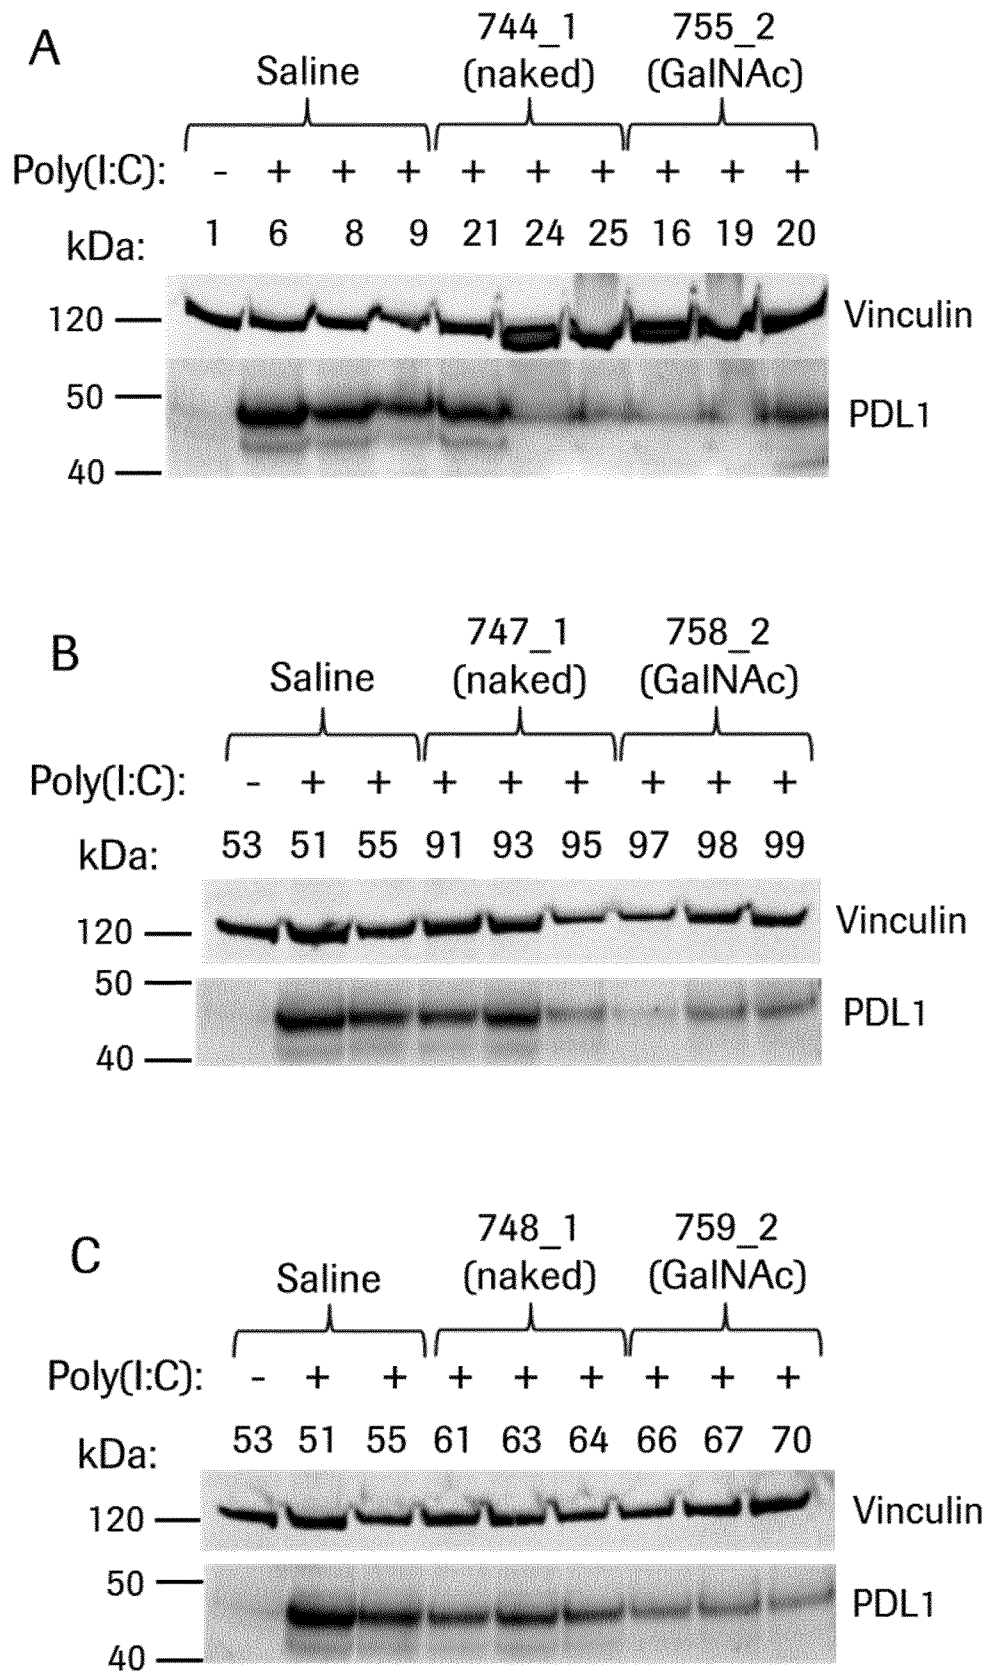 A
744_1 755_2
Saline (naked) (GalNAc)
Poly(I:C): - + + + + + + + + +
kDa: 1 6 8 9 21 24 25 16 19 20
120 Vinculin
50
PDL1
40
B
747_1 758_2
Saline (naked) (GalNAc)
Poly(I:C): - + + + + + + + +
kDa: 53 51 55 91 93 95 97 98 99
120 Vinculin
50
PDL1
40
C
748_1 759_2
Saline (naked) (GalNAc)
Poly(I:C): - + + + + + + + +
kDa: 53 51 55 61 63 64 66 67 70
120 Vinculin
50
PDL1
40